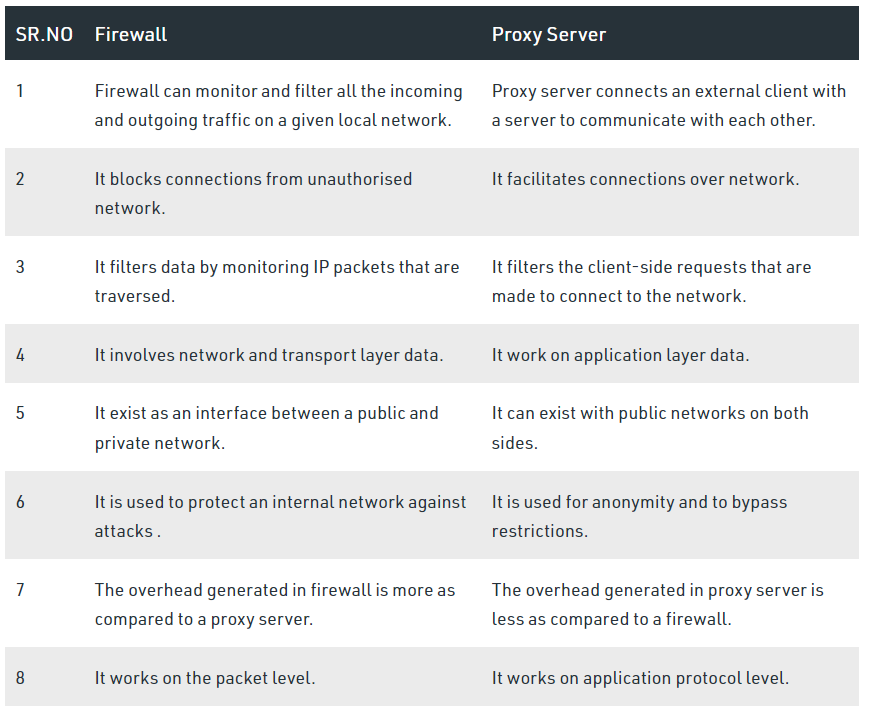 SR.NO Firewall Proxy Server
1 Firewall can monitor and filter all the incoming Proxy server connects an external client with
and outgoing traffic on a given local network. a server to communicate with each other.
2 It blocks connections from unauthorised It facilitates connections over network.
network.
3 It filters data by monitoring IP packets that are It filters the client-side requests that are
traversed. made to connect to the network.
4 It involves network and transport layer data. It work on application layer data.
5 It exist as an interface between a public and It can exist with public networks on both
private network. sides.
6 It is used to protect an internal network against It is used for anonymity and to bypass
attacks . restrictions.
7 The overhead generated in firewall is more as The overhead generated in proxy server is
compared to a proxy server. less as compared to a firewall.
8 It works on the packet level. It works on application protocol level.